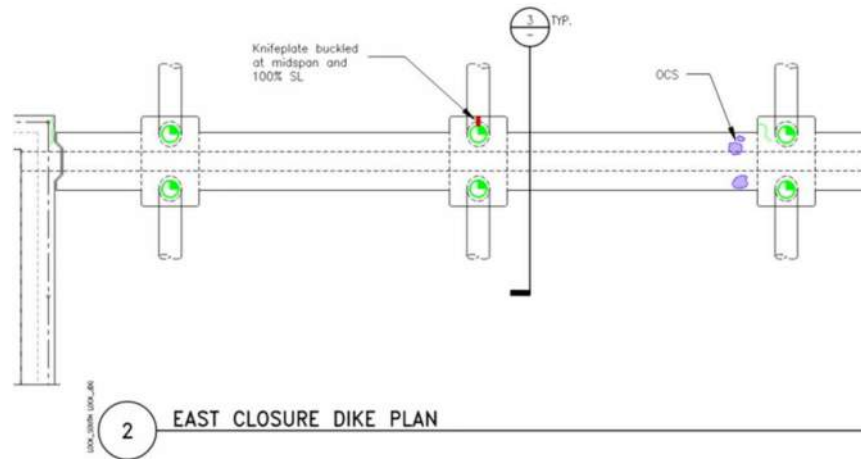 3
TYP.
-
Knifeplate buckled
at midspan and
100% SL
OCS
2
EAST CLOSURE DIKE PLAN